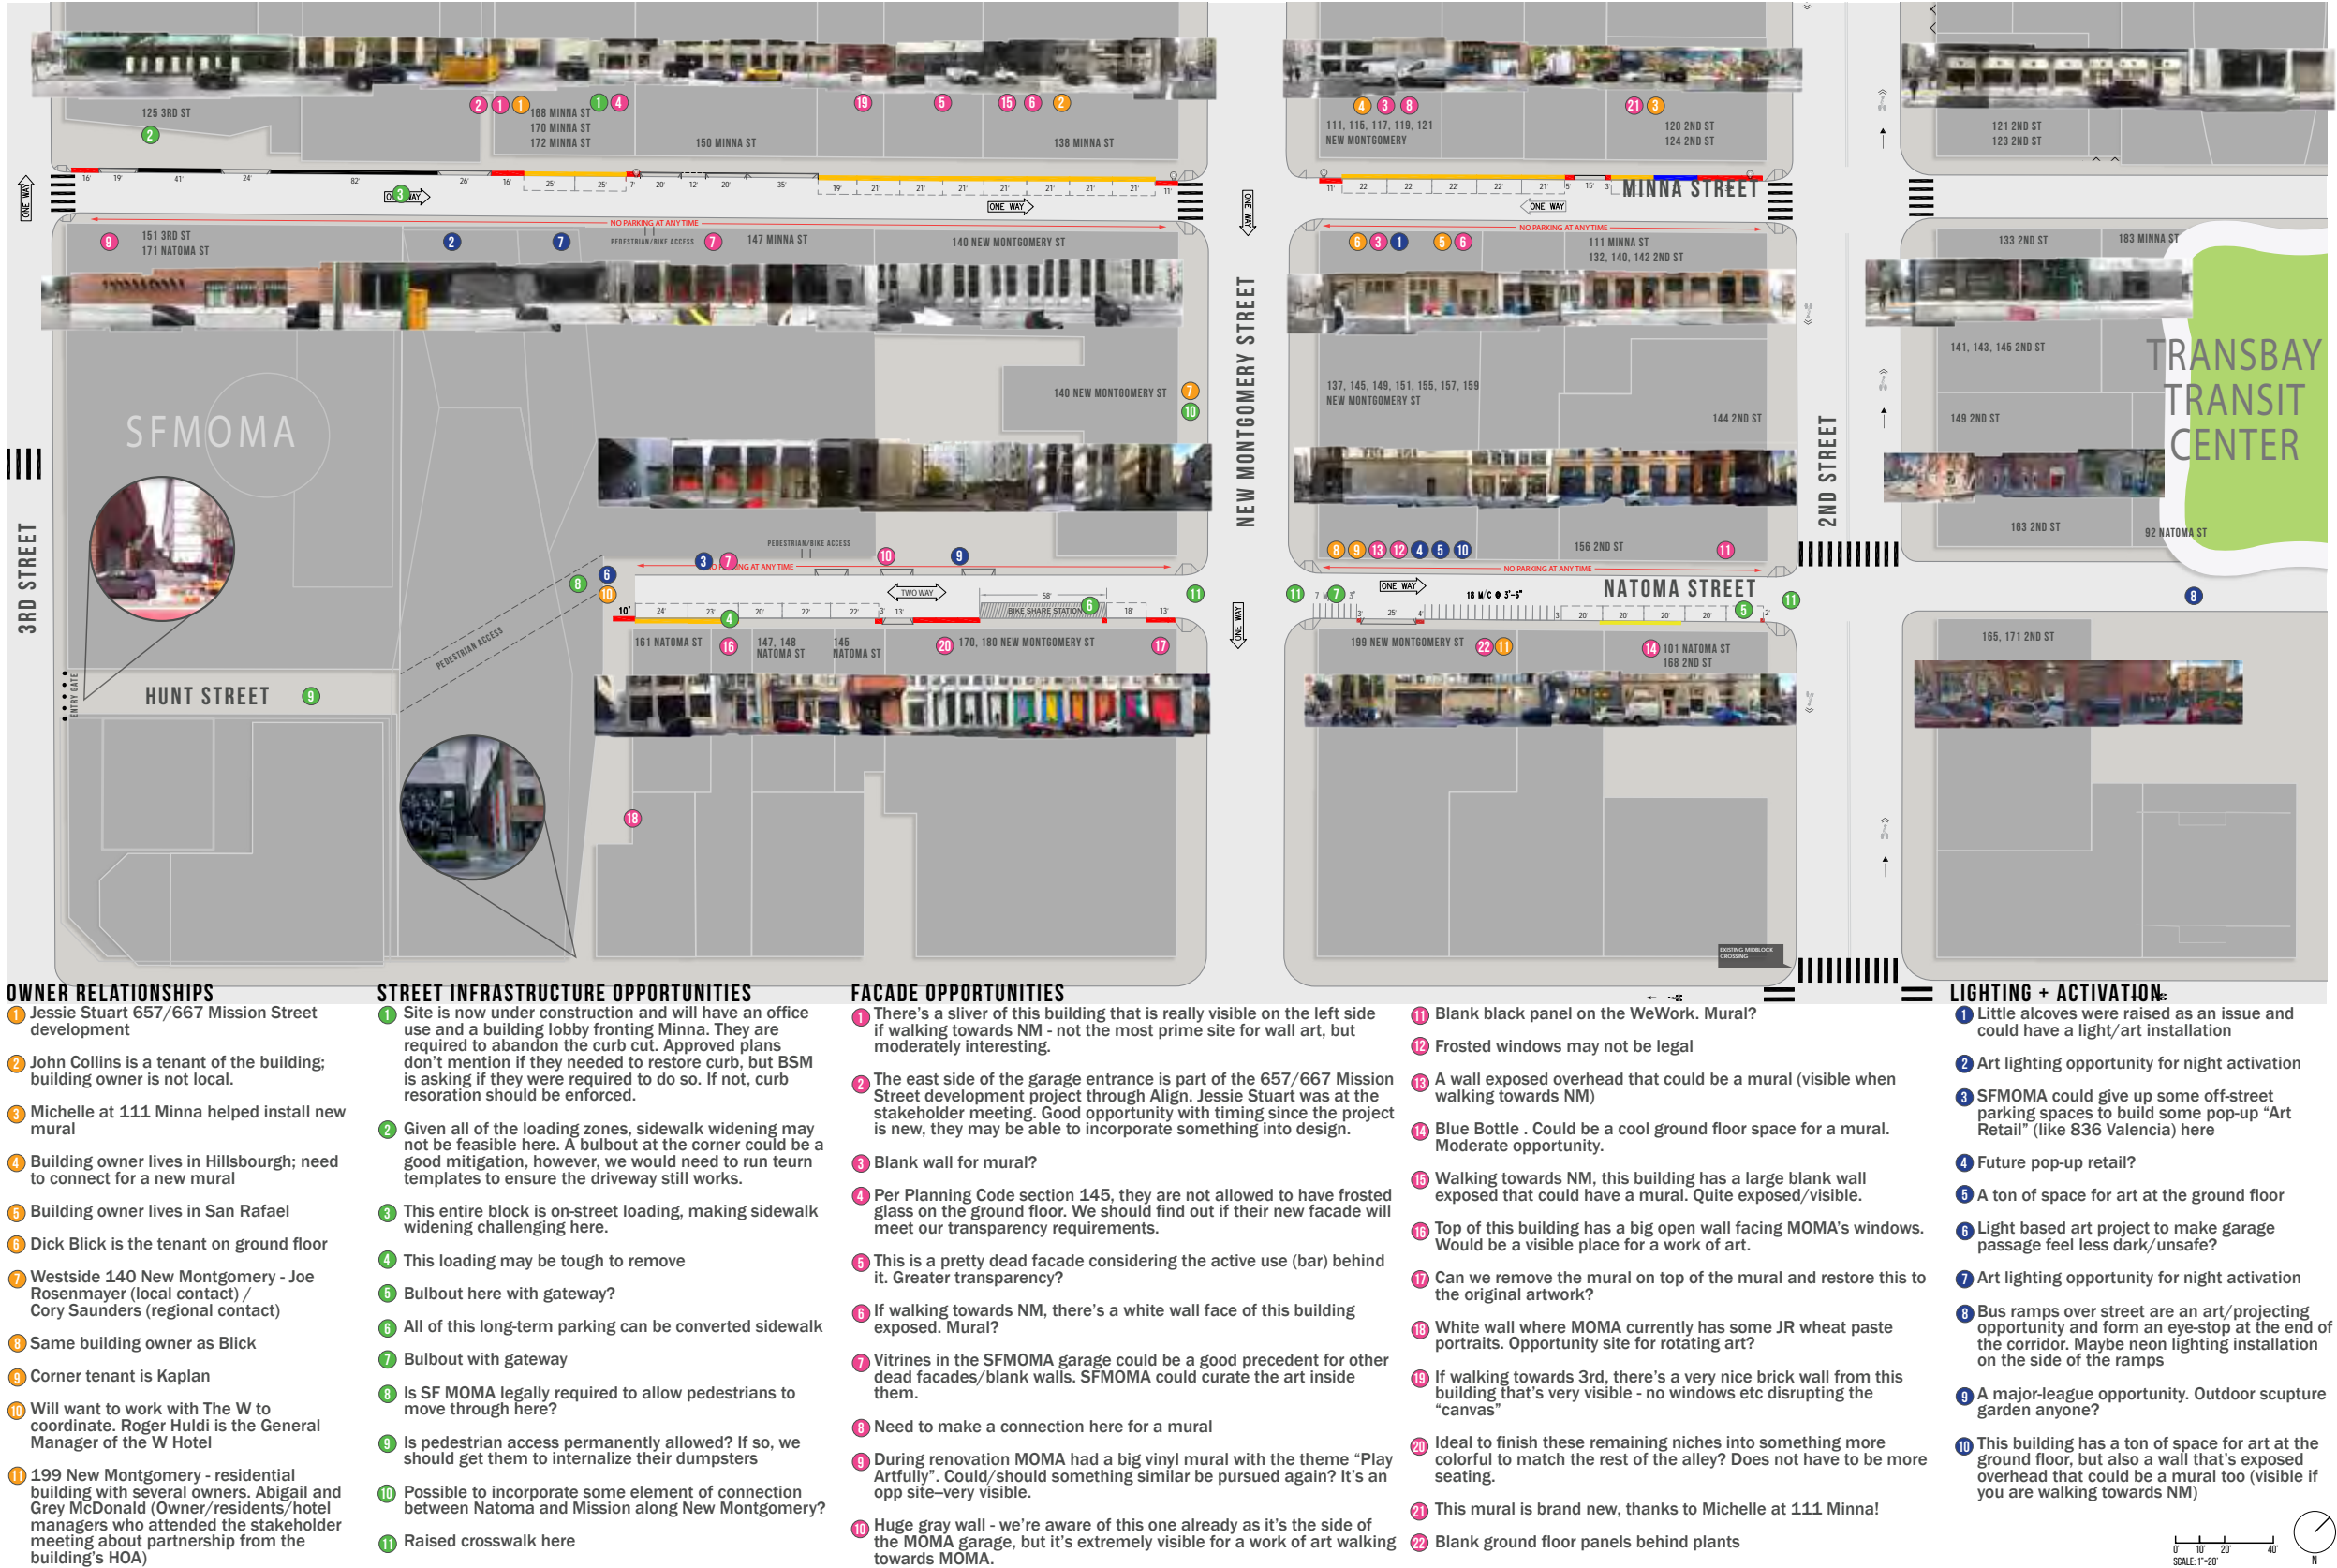 125 3RD ST
168 MINNA ST
170 MINNA ST
172 MINNA ST
150 MINNA ST
138 MINNA ST
111, 115, 117, 119, 121
NEW MONTGOMERY
120 2ND ST
124 2ND ST
121 2ND ST
123 2ND ST
ONE WAY
ONE WAY
ONE WAY
ONE WAY
MINNA STREET
NO PARKING AT ANY TIME
NO PARKING AT ANY TIME
151 3RD ST
171 NATOMA ST
PEDESTRIAN/BIKE ACCESS
147 MINNA ST
140 NEW MONTGOMERY ST
111 MINNA ST
132, 140, 142 2ND ST
133 2ND ST
183 MINNA ST
SFMOMA
140 NEW MONTGOMERY ST
NEW MONTGOMERY STREET
137, 145, 149, 151, 155, 157, 159
NEW MONTGOMERY ST
144 2ND ST
2ND STREET
141, 143, 145 2ND ST
149 2ND ST
TRANSBAY
TRANSIT
CENTER
3RD STREET
163 2ND ST
92 NATOMA ST
PEDESTRIAN/BIKE ACCESS
156 2ND ST
NO PARKING AT ANY TIME
TWO WAY
ONE WAY
18 M/C @ 3'-6"
NATOMA STREET
BIKE SHARE STATION
ONE WAY
PEDESTRIAN ACCESS
161 NATOMA ST
147, 148
NATOMA ST
145
NATOMA ST
170, 180 NEW MONTGOMERY ST
199 NEW MONTGOMERY ST
101 NATOMA ST
168 2ND ST
165, 171 2ND ST
ENTRY GATE
HUNT STREET
EXISTING MIDBLOCK
CROSSING
OWNER RELATIONSHIPS
1 Jessie Stuart 657/667 Mission Street
development
2 John Collins is a tenant of the building;
building owner is not local.
3 Michelle at 111 Minna helped install new
mural
4 Building owner lives in Hillsbourgh; need
to connect for a new mural
5 Building owner lives in San Rafael
6 Dick Blick is the tenant on ground floor
7 Westside 140 New Montgomery - Joe
Rosenmayer (local contact) /
Cory Saunders (regional contact)
8 Same building owner as Blick
9 Corner tenant is Kaplan
10 Will want to work with The W to
coordinate. Roger Huldi is the General
Manager of the W Hotel
11 199 New Montgomery - residential
building with several owners. Abigail and
Grey McDonald (Owner/residents/hotel
managers who attended the stakeholder
meeting about partnership from the
building's HOA)
STREET INFRASTRUCTURE OPPORTUNITIES
1 Site is now under construction and will have an office
use and a building lobby fronting Minna. They are
required to abandon the curb cut. Approved plans
don't mention if they needed to restore curb, but BSM
is asking if they were required to do so. If not, curb
resoration should be enforced.
2 Given all of the loading zones, sidewalk widening may
not be feasible here. A bulbout at the corner could be a
good mitigation, however, we would need to run teurn
templates to ensure the driveway still works.
3 This entire block is on-street loading, making sidewalk
widening challenging here.
4 This loading may be tough to remove
5 Bulbout here with gateway?
6 All of this long-term parking can be converted sidewalk
7 Bulbout with gateway
8 Is SF MOMA legally required to allow pedestrians to
move through here?
9 Is pedestrian access permanently allowed? If so, we
should get them to internalize their dumpsters
10 Possible to incorporate some element of connection
between Natoma and Mission along New Montgomery?
11 Raised crosswalk here
FACADE OPPORTUNITIES
1 There's a sliver of this building that is really visible on the left side
if walking towards NM - not the most prime site for wall art, but
moderately interesting.
2 The east side of the garage entrance is part of the 657/667 Mission
Street development project through Align. Jessie Stuart was at the
stakeholder meeting. Good opportunity with timing since the project
is new, they may be able to incorporate something into design.
3 Blank wall for mural?
4 Per Planning Code section 145, they are not allowed to have frosted
glass on the ground floor. We should find out if their new facade will
meet our transparency requirements.
5 This is a pretty dead facade considering the active use (bar) behind
it. Greater transparency?
6 If walking towards NM, there's a white wall face of this building
exposed. Mural?
7 Vitrines in the SFMOMA garage could be a good precedent for other
dead facades/blank walls. SFMOMA could curate the art inside
them.
8 Need to make a connection here for a mural
9 During renovation MOMA had a big vinyl mural with the theme “Play
Artfully”. Could/should something similar be pursued again? It's an
opp site–very visible.
10 Huge gray wall - we're aware of this one already as it's the side of
the MOMA garage, but it's extremely visible for a work of art walking
towards MOMA.
11 Blank black panel on the WeWork. Mural?
12 Frosted windows may not be legal
13 A wall exposed overhead that could be a mural (visible when
walking towards NM)
14 Blue Bottle . Could be a cool ground floor space for a mural.
Moderate opportunity.
15 Walking towards NM, this building has a large blank wall
exposed that could have a mural. Quite exposed/visible.
16 Top of this building has a big open wall facing MOMA's windows.
Would be a visible place for a work of art.
17 Can we remove the mural on top of the mural and restore this to
the original artwork?
18 White wall where MOMA currently has some JR wheat paste
portraits. Opportunity site for rotating art?
19 If walking towards 3rd, there's a very nice brick wall from this
building that's very visible - no windows etc disrupting the
“canvas”
20 Ideal to finish these remaining niches into something more
colorful to match the rest of the alley? Does not have to be more
seating.
21 This mural is brand new, thanks to Michelle at 111 Minna!
22 Blank ground floor panels behind plants
LIGHTING + ACTIVATION
1 Little alcoves were raised as an issue and
could have a light/art installation
2 Art lighting opportunity for night activation
3 SFMOMA could give up some off-street
parking spaces to build some pop-up “Art
Retail” (like 836 Valencia) here
4 Future pop-up retail?
5 A ton of space for art at the ground floor
6 Light based art project to make garage
passage feel less dark/unsafe?
7 Art lighting opportunity for night activation
8 Bus ramps over street are an art/projecting
opportunity and form an eye-stop at the end of
the corridor. Maybe neon lighting installation
on the side of the ramps
9 A major-league opportunity. Outdoor scupture
garden anyone?
10 This building has a ton of space for art at the
ground floor, but also a wall that's exposed
overhead that could be a mural too (visible if
you are walking towards NM)
0' 10' 20' 40'
SCALE: 1"=20'
N